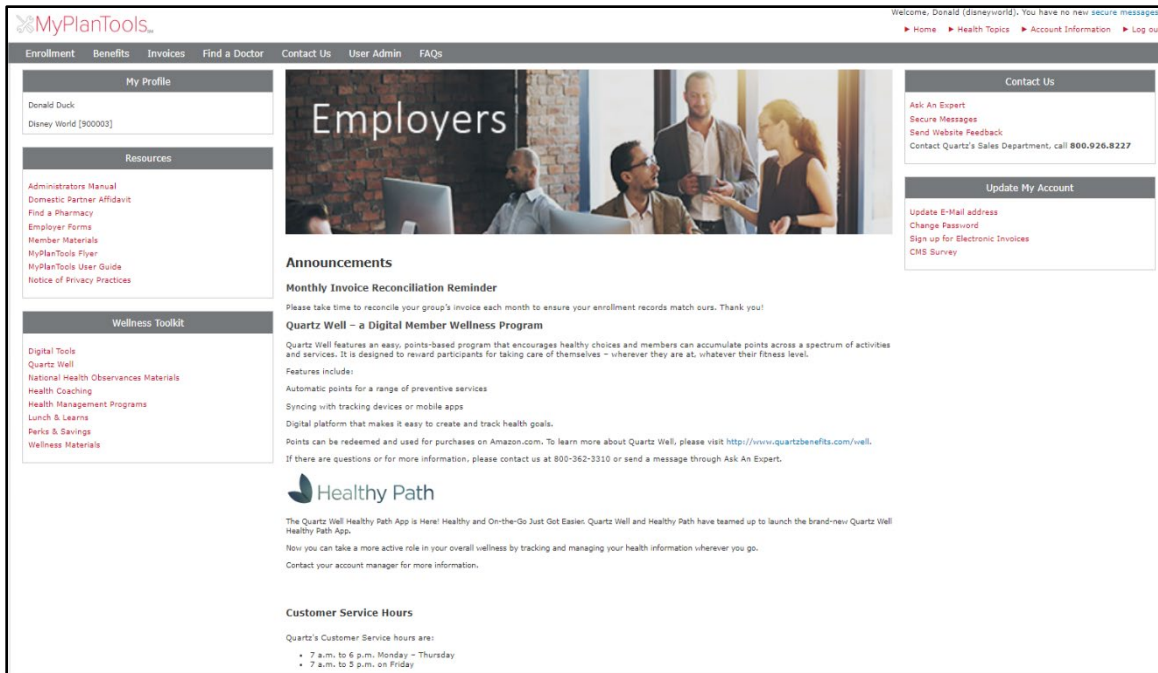 MyPlanTools
Welcome, Donald (disneyworld). You have no new secure messages
Home Health Topics Account Information Log ou
Enrollment Benefits Invoices Find a Doctor Contact Us User Admin FAQs
My Profile
Donald Duck
Disney World [900003]
Resources
Administrators Manual
Domestic Partner Affidavit
Find a Pharmacy
Employer Forms
Member Materials
MyPlanTools Flyer
MyPlanTools User Guide
Notice of Privacy Practices
Wellness Toolkit
Digital Tools
Quartz Well
National Health Observances Materials
Health Coaching
Health Management Programs
Lunch & Learns
Perks & Savings
Wellness Materials
Employers
Announcements
Monthly Invoice Reconciliation Reminder
Please take time to reconcile your group's invoice each month to ensure your enrollment records match ours. Thank you!
Quartz Well – a Digital Member Wellness Program
Quartz Well features an easy, points-based program that encourages healthy choices and members can accumulate points across a spectrum of activities
and services. It is designed to reward participants for taking care of themselves – wherever they are at, whatever their fitness level.
Features include:
Automatic points for a range of preventive services
Syncing with tracking devices or mobile apps
Digital platform that makes it easy to create and track health goals.
Points can be redeemed and used for purchases on Amazon.com. To learn more about Quartz Well, please visit http://www.quartzbenefits.com/well.
If there are questions or for more information, please contact us at 800-362-3310 or send a message through Ask An Expert.
Healthy Path
The Quartz Well Healthy Path App is Here! Healthy and On-the-Go Just Got Easier. Quartz Well and Healthy Path have teamed up to launch the brand-new Quartz Well
Healthy Path App.
Now you can take a more active role in your overall wellness by tracking and managing your health information wherever you go.
Contact your account manager for more information.
Customer Service Hours
Quartz's Customer Service hours are:
• 7 a.m. to 6 p.m. Monday – Thursday
• 7 a.m. to 5 p.m. on Friday
Contact Us
Ask An Expert
Secure Messages
Send Website Feedback
Contact Quartz's Sales Department, call 800.926.8227
Update My Account
Update E-Mail address
Change Password
Sign up for Electronic Invoices
CMS Survey